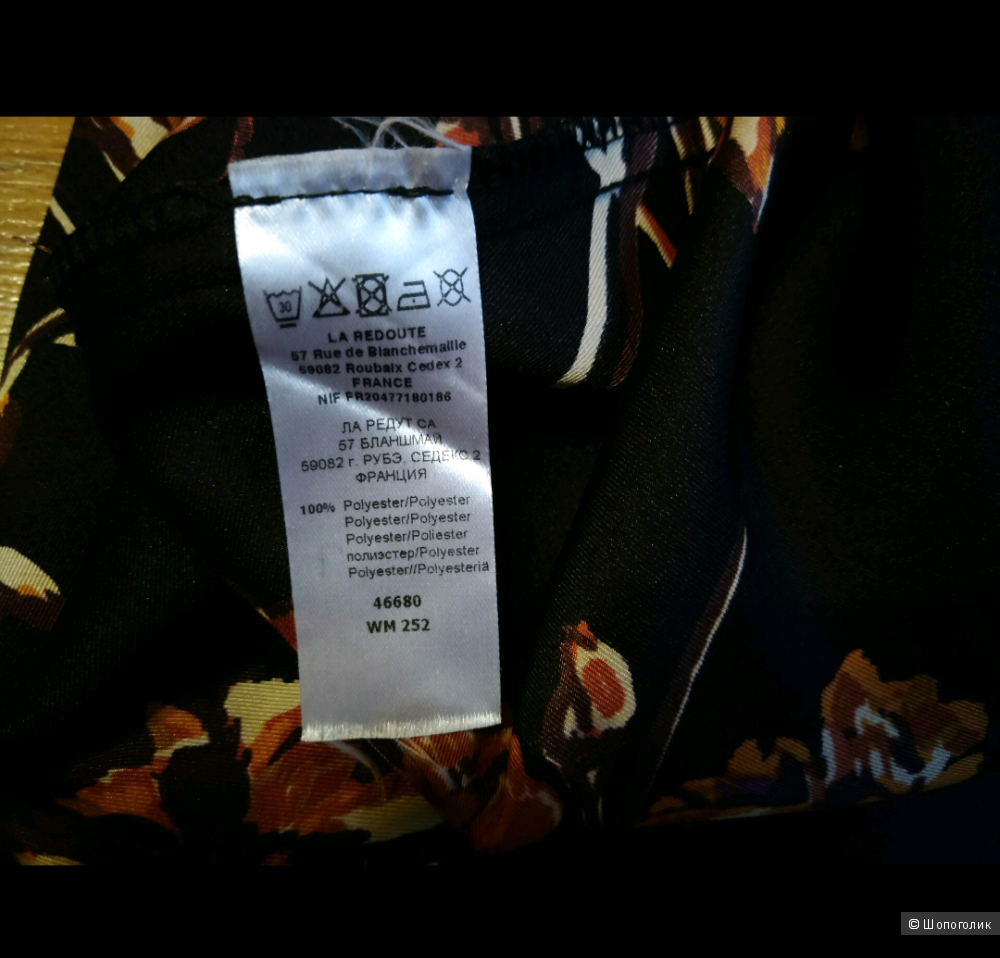 30
LA REDOUTE
57 Rue de Blanchemaille
59082 Roubaix Cedex 2
FRANCE
NIF FR20477180186
ЛА РЕДУТ СА
57 БЛАНШМАЙ
59082 г. РУБЭ, СЕДЕКС 2
ФРАНЦИЯ
100% Polyester/Polyester
Polyester/Polyester
Polyester/Poliester
полиэстер/Polyester
Polyester//Polyesteria
46680
WM 252
© Шопоголик